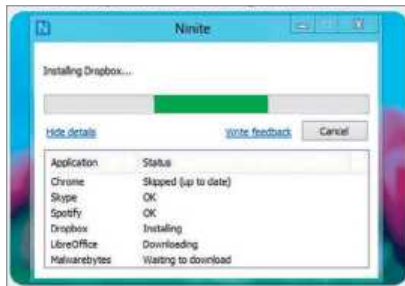 Ninite
Installing Dropbox...
Hide details
Write feedback
Cancel
Application Status
Chrome Skipped (up to date)
Skype OK
Spotify OK
Dropbox Installing
LibreOffice Downloading
Malwarebytes Waiting to download